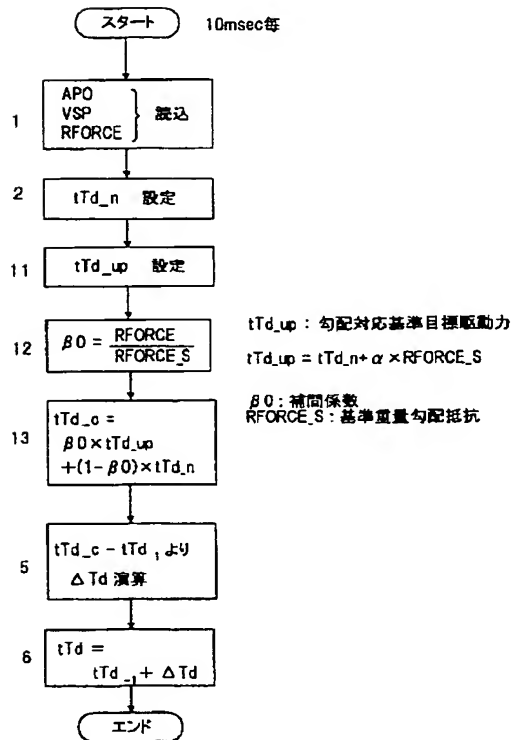 スタート
10msec毎
1
APO
VSP
RFORCE
読込
2
tTd_n 設定
11
tTd_up 設定
12
β0 = RFORCE
RFORCE_S
tTd_up : 勾配対応基準目標駆動力
tTd_up = tTd_n+ α × RFORCE_S
β0 : 補間係数
RFORCE_S : 基準重量勾配抵抗
13
tTd_c =
β0×tTd_up
+(1-β0)×tTd_n
5
tTd_c - tTd_1 より
ΔTd 演算
6
tTd =
tTd_-1 + ΔTd
エンド